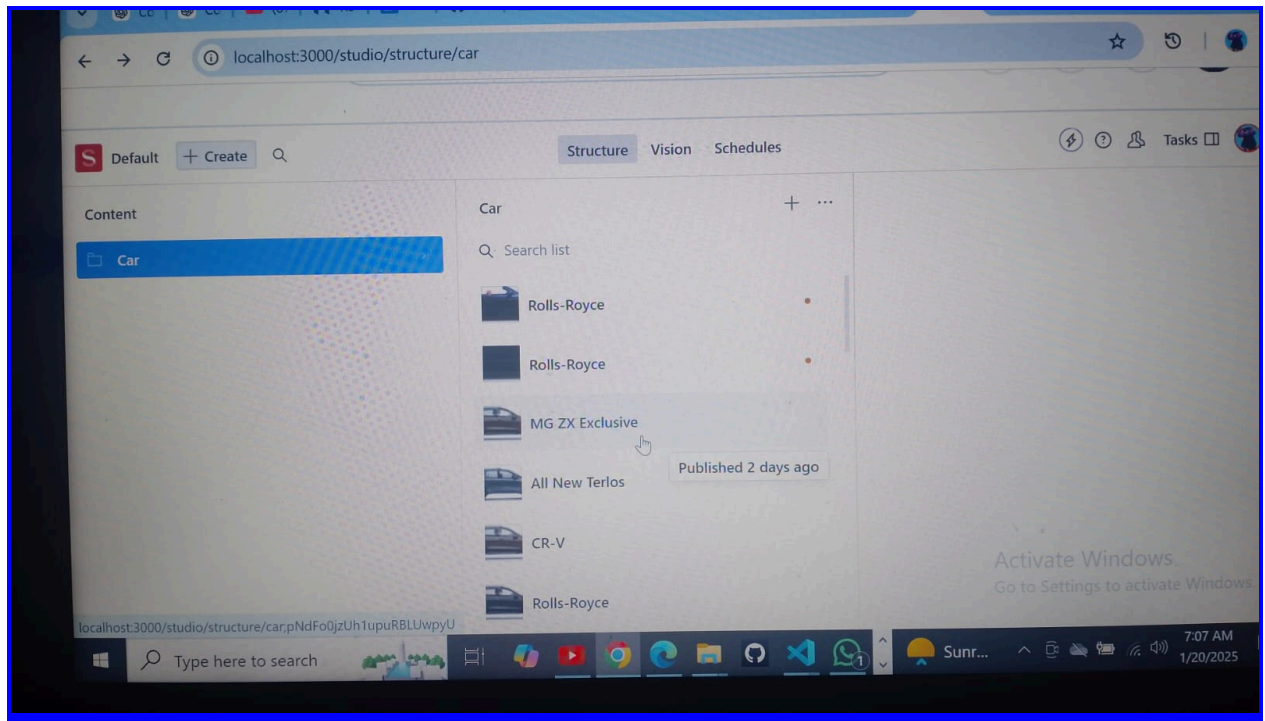 localhost:3000/studio/structure/car
S Default + Create Structure Vision Schedules Tasks
Content
Car
Car
Search list
Rolls-Royce
Rolls-Royce
MG ZX Exclusive
Published 2 days ago
All New Terlos
CR-V
Rolls-Royce
Activate Windows
Go to Settings to activate Windows.
localhost:3000/studio/structure/car;pNdFo0jzUh1upuRBLUwpyU
Type here to search
1
Sunr...
7:07 AM
1/20/2025